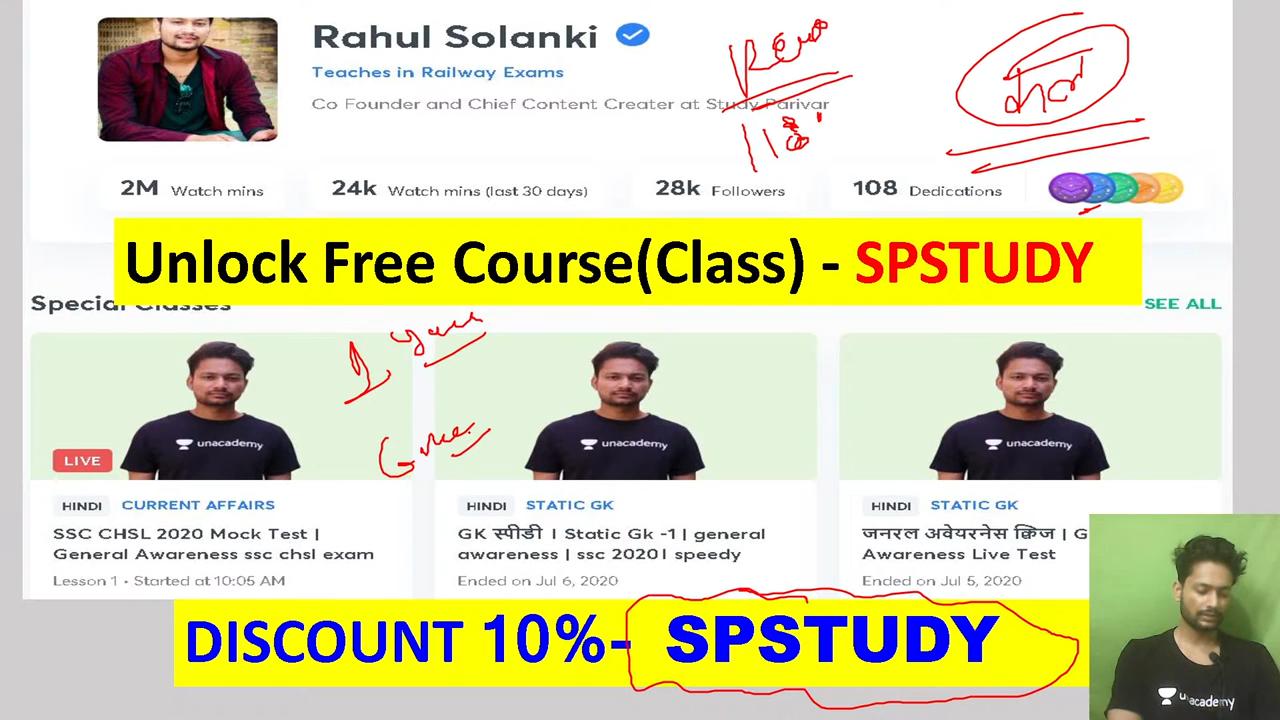 Rahul Solanki
Teaches in Railway Exams
Co Founder and Chief Content Creater at Study Parivar
2M Watch mins
24k Watch mins (last 30 days)
28k Followers
108 Dedications
Unlock Free Course(Class) - SPSTUDY
Special Classes
SEE ALL
unacademy
LIVE
HINDI CURRENT AFFAIRS
SSC CHSL 2020 Mock Test |
General Awareness ssc chsl exam
Lesson 1 • Started at 10:05 AM
unacademy
HINDI STATIC GK
GK स्पीडी I Static Gk -1 | general
awareness | ssc 2020I speedy
Ended on Jul 6, 2020
unacademy
HINDI STATIC GK
जनरल अवेयरनेस क्विज | G
Awareness Live Test
Ended on Jul 5, 2020
DISCOUNT 10%- SPSTUDY
unacademy